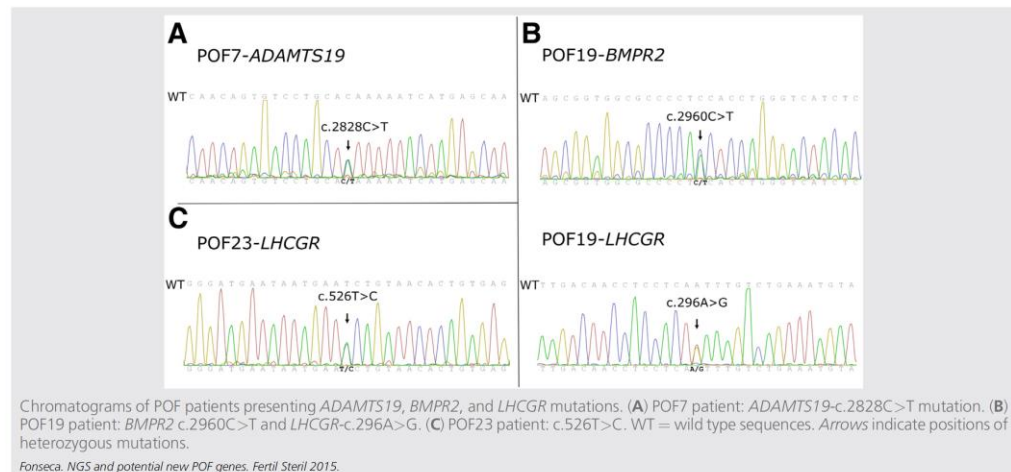 A
POF7-ADAMTS19
WT C A A C A G T G T C C T G C A C A A A A A T C A T G A G C A A
c.2828C>T
C/T
B
POF19-BMPR2
WT A G C G G T G G C G C C C C T C C A C C T G G G T C A T C T C
c.2960C>T
C/T
C
POF23-LHCGR
WT G G G A T G A A T A A T G A A T C T G T A A C A C T G T G A G
c.526T>C
T/C
POF19-LHCGR
WT T T G A C A A C C T C C T C A A T T T G T C T G A A A T G T A
c.296A>G
A/G
Chromatograms of POF patients presenting ADAMTS19, BMPR2, and LHCGR mutations. (A) POF7 patient: ADAMTS19-c.2828C>T mutation. (B)
POF19 patient: BMPR2 c.2960C>T and LHCGR-c.296A>G. (C) POF23 patient: c.526T>C. WT = wild type sequences. Arrows indicate positions of
heterozygous mutations.
Fonseca. NGS and potential new POF genes. Fertil Steril 2015.